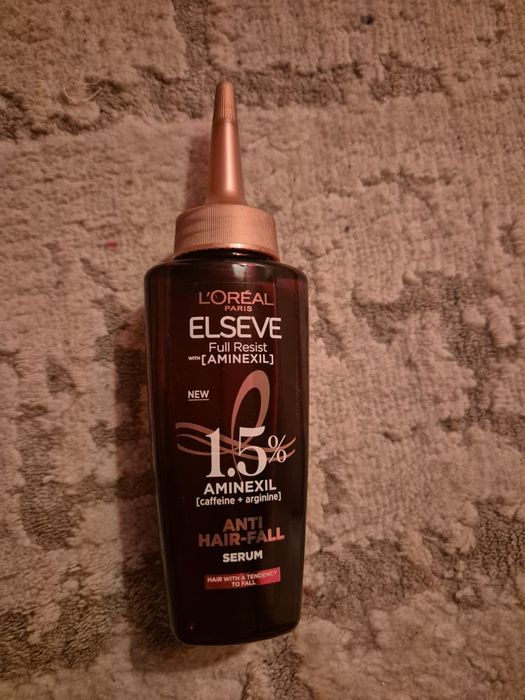 L'ORÉAL
PARIS
ELSEVE
Full Resist
WITH [AMINEXIL]
NEW
1.5%
AMINEXIL
[caffeine + arginine]
ANTI
HAIR-FALL
SERUM
HAIR WITH A TENDENCY
TO FALL